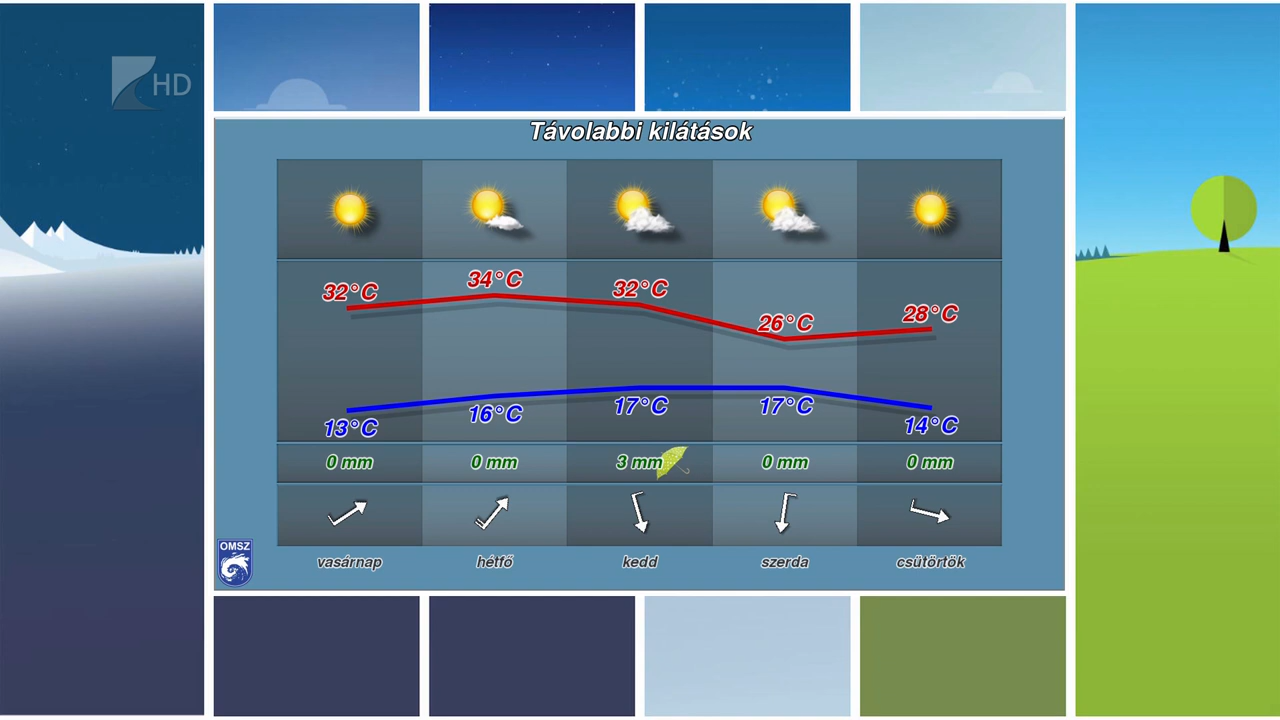 HD
Távolabbi kilátások
32°C 34°C 32°C 26°C 28°C
13°C 16°C 17°C 17°C 14°C
0 mm 0 mm 3 mm 0 mm 0 mm
OMSZ
vasárnap hétfő kedd szerda csütörtök